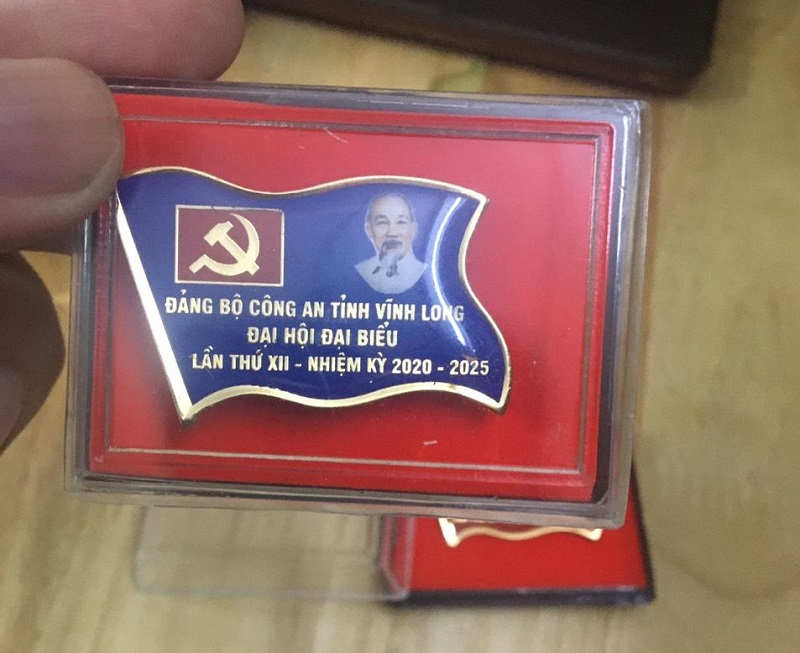 ĐẢNG BỘ CÔNG AN TỈNH VĨNH LONG
ĐẠI HỘI ĐẠI BIỂU
LẦN THỨ XII - NHIỆM KỲ 2020 - 2025